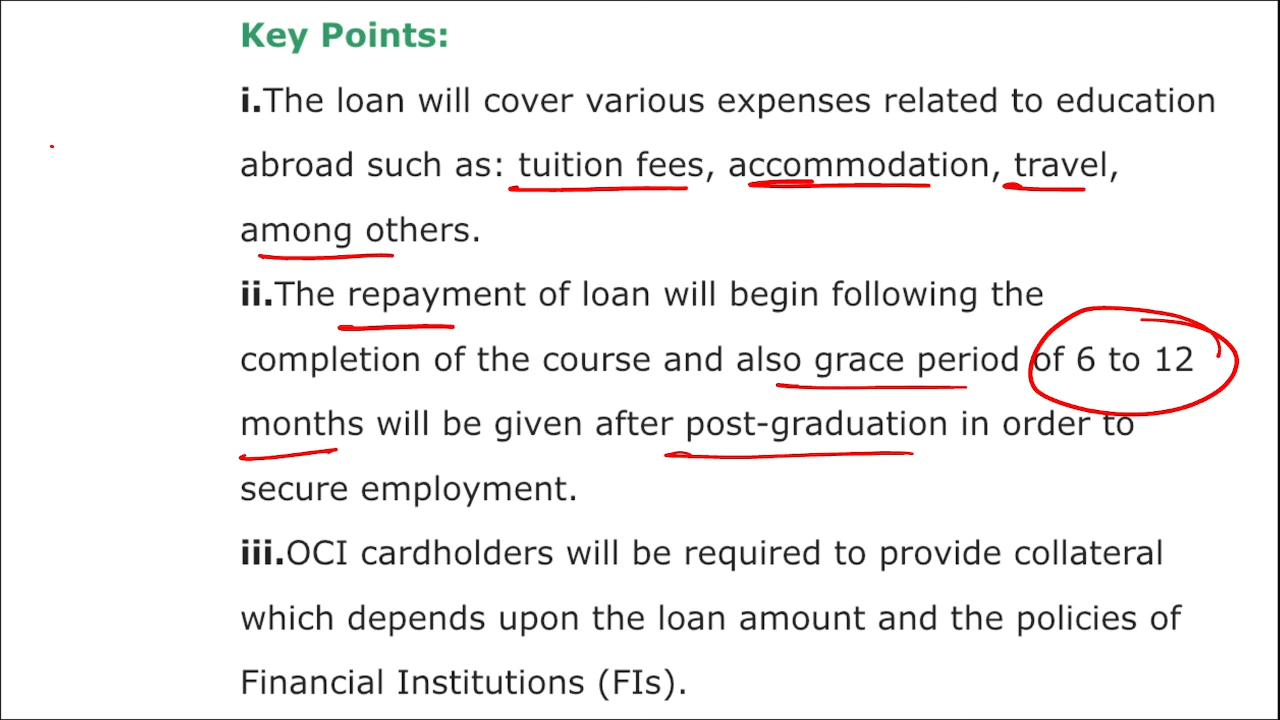 Key Points:
i.The loan will cover various expenses related to education
abroad such as: tuition fees, accommodation, travel,
among others.
ii.The repayment of loan will begin following the
completion of the course and also grace period of 6 to 12
months will be given after post-graduation in order to
secure employment.
iii.OCI cardholders will be required to provide collateral
which depends upon the loan amount and the policies of
Financial Institutions (FIs).